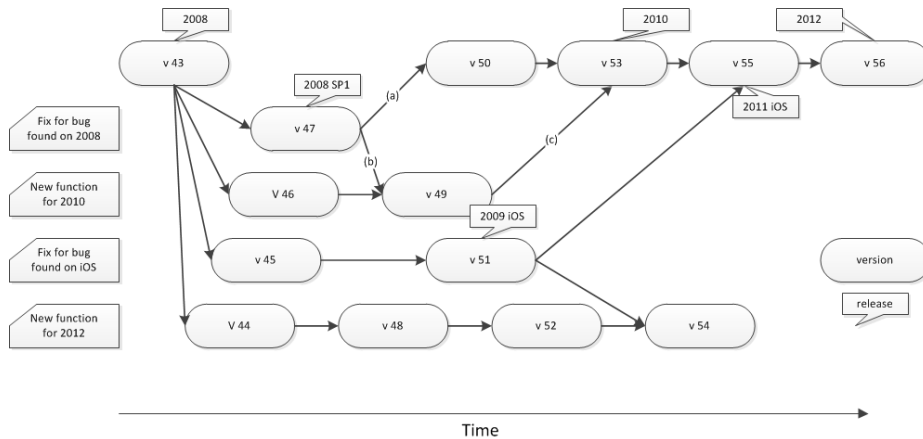 2008
2010
2012
v 43
v 50
v 53
v 55
v 56
2008 SP1
(a)
2011 iOS
Fix for bug
found on 2008
v 47
(b)
(c)
New function
for 2010
V 46
v 49
2009 iOS
Fix for bug
found on iOS
v 45
v 51
version
release
New function
for 2012
V 44
v 48
v 52
v 54
Time